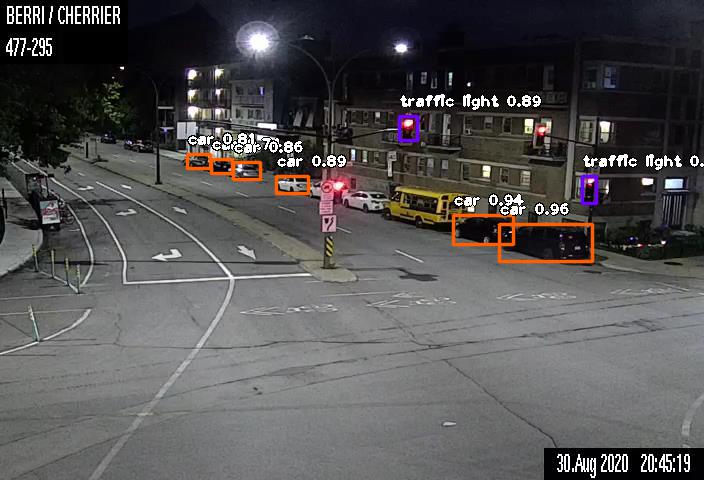 BERRI / CHERRIER
477-295
traffic light 0.89
car 0.81
car 0.86
car 0.89
traffic light 0.
car 0.94
car 0.96
30.Aug 2020 20:45:19